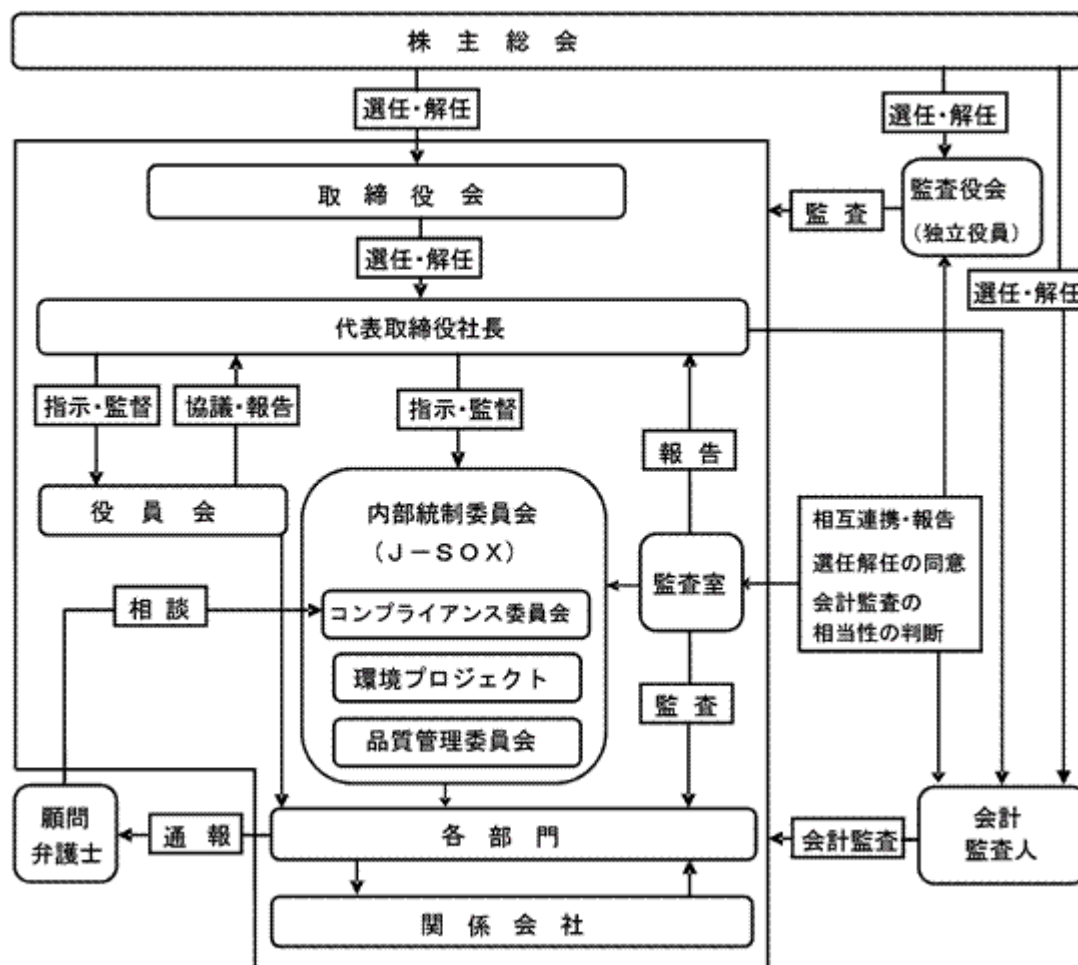 株主総会
選任・解任
選任・解任
取締役会
監査役会
(独立役員)
監査
選任・解任
選任・解任
代表取締役社長
指示・監督
協議・報告
指示・監督
報告
役員会
内部統制委員会
(J-SOX)
監査室
相互連携・報告
選任解任の同意
会計監査の
相当性の判断
相談
コンプライアンス委員会
環境プロジェクト
監査
品質管理委員会
顧問
弁護士
通報
各部門
会計監査
会計
監査人
関係会社